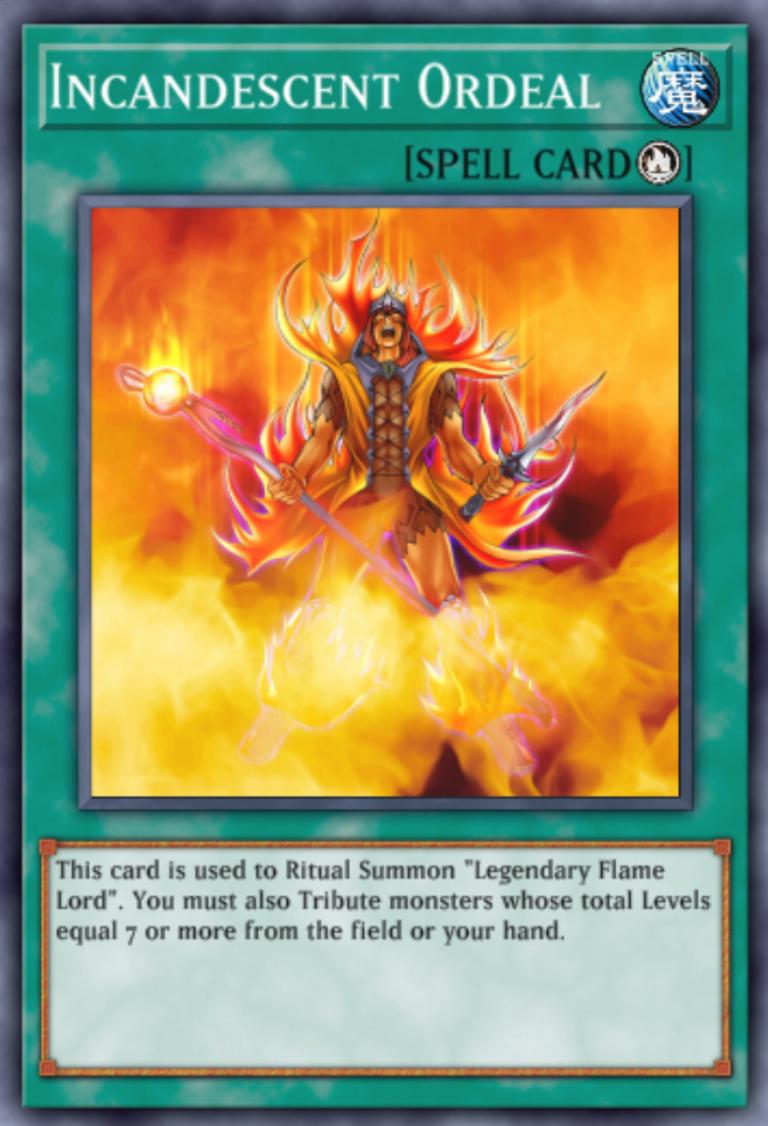 INCANDESCENT ORDEAL
SPELL
魔
[SPELL CARD]
This card is used to Ritual Summon "Legendary Flame
Lord". You must also Tribute monsters whose total Levels
equal 7 or more from the field or your hand.